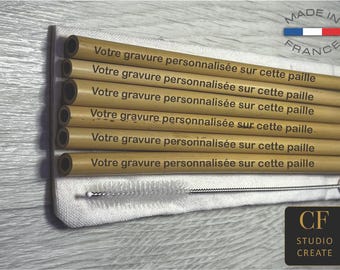 MADE IN
FRANCE
Votre gravure personnalisée sur cette paille
Votre gravure personnalisée sur cette paille
Votre gravure personnalisée sur cette paille
Votre gravure personnalisée sur cette paille
Votre gravure personnalisée sur cette paille
Votre gravure personnalisée sur cette paille
CF
STUDIO
CREATE